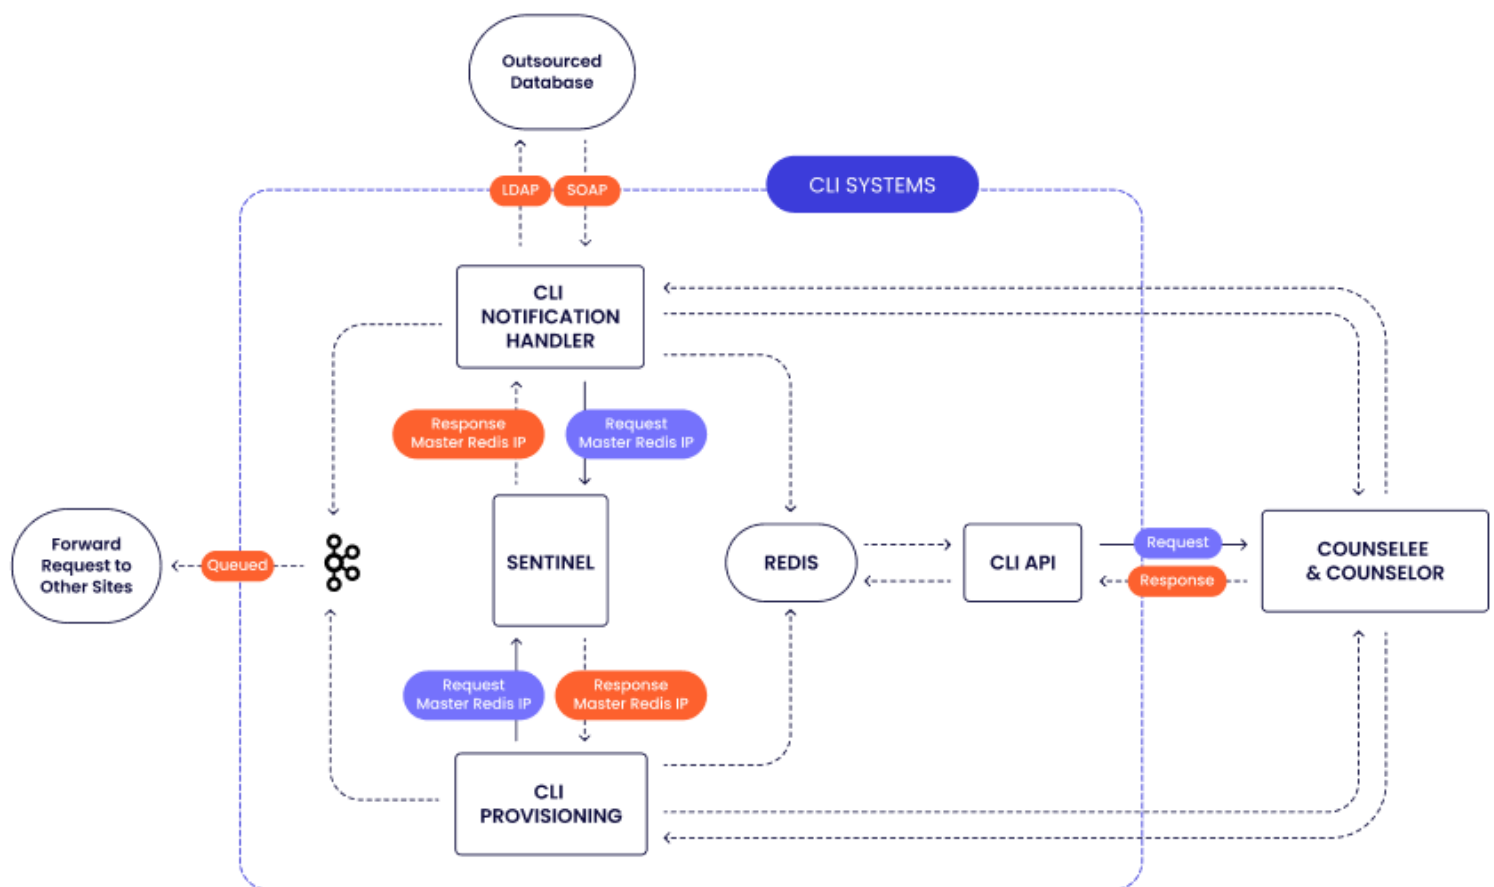 Outsourced
Database
LDAP
SOAP
CLI SYSTEMS
CLI
NOTIFICATION
HANDLER
Response
Master Redis IP
Request
Master Redis IP
Forward
Request to
Other Sites
Queued
SENTINEL
REDIS
CLI API
Request
Response
COUNSELEE
& COUNSELOR
Request
Master Redis IP
Response
Master Redis IP
CLI
PROVISIONING